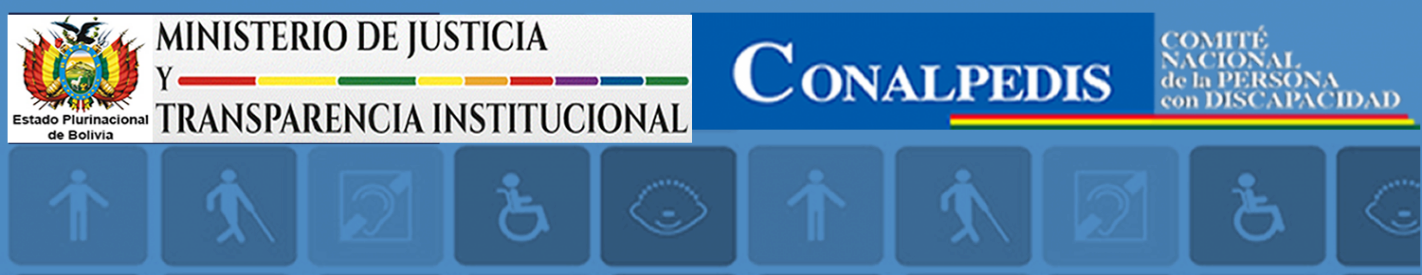 Estado Plurinacional
de Bolivia
MINISTERIO DE JUSTICIA
Y
TRANSPARENCIA INSTITUCIONAL
CONALPEDIS
COMITÉ
NACIONAL
de la PERSONA
con DISCAPACIDAD